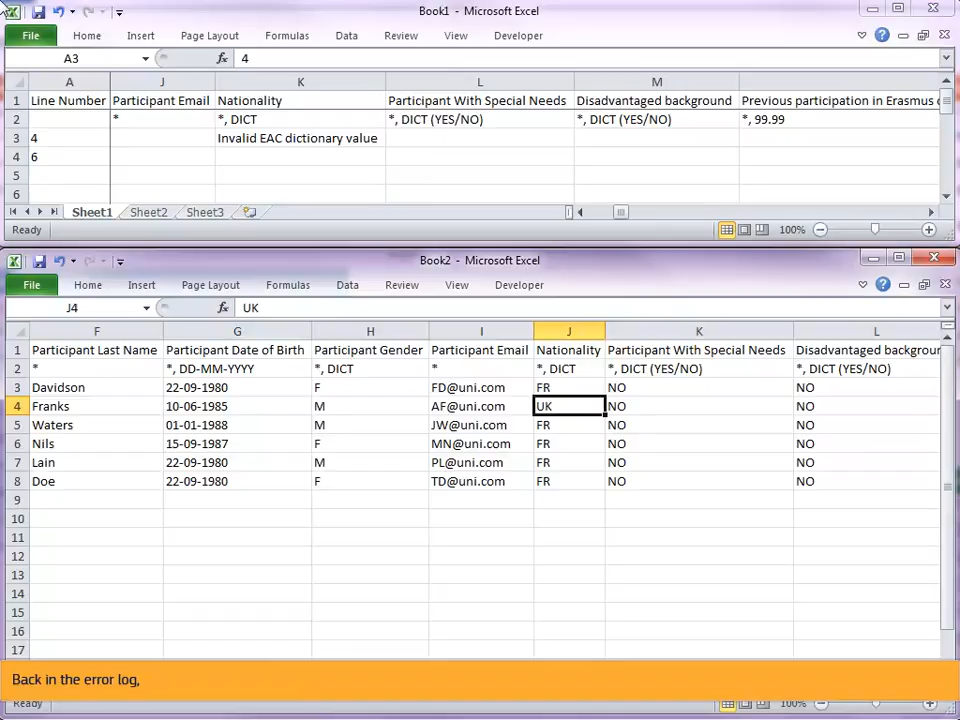 Book1 - Microsoft Excel
File Home Insert Page Layout Formulas Data Review View Developer
A3 fx 4
A J K L M
1 Line Number Participant Email Nationality Participant With Special Needs Disadvantaged background Previous participation in Erasmus
2 * *, DICT *, DICT (YES/NO) *, DICT (YES/NO) *, 99.99
3 4 Invalid EAC dictionary value
4 6
5
6
Sheet1 Sheet2 Sheet3
Ready 100%
Book2 - Microsoft Excel
File Home Insert Page Layout Formulas Data Review View Developer
J4 fx UK
F G H I J K L
1 Participant Last Name Participant Date of Birth Participant Gender Participant Email Nationality Participant With Special Needs Disadvantaged backgrour
2 * *, DD-MM-YYYY *, DICT * *, DICT *, DICT (YES/NO) *, DICT (YES/NO)
3 Davidson 22-09-1980 F FD@uni.com FR NO NO
4 Franks 10-06-1985 M AF@uni.com UK NO NO
5 Waters 01-01-1988 M JW@uni.com FR NO NO
6 Nils 15-09-1987 F MN@uni.com FR NO NO
7 Lain 22-09-1980 M PL@uni.com FR NO NO
8 Doe 22-09-1980 F TD@uni.com FR NO NO
9
10
11
12
13
14
15
16
17
Back in the error log,
Ready 100%